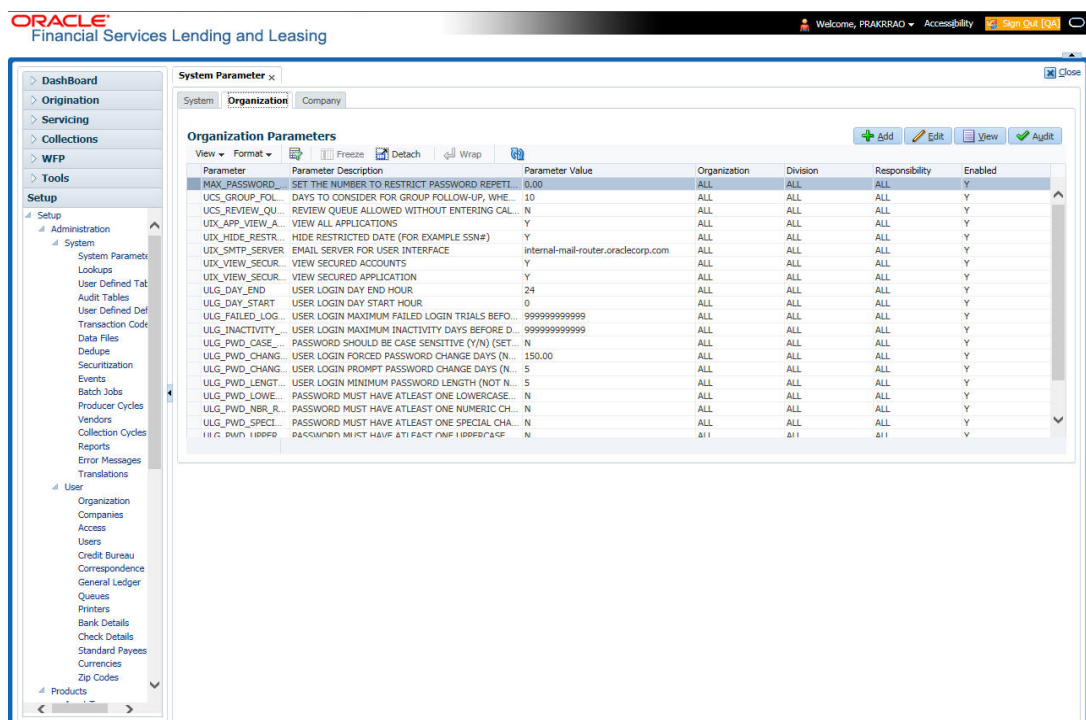 ORACLE
Financial Services Lending and Leasing
Welcome, PRAKRRAO Accessibility Sign Out [QA]
Close
DashBoard
Origination
Servicing
Collections
WFP
Tools
Setup
Setup
Administration
System
System Paramete
Lookups
User Defined Tab
Audit Tables
User Defined Def
Transaction Code
Data Files
Dedupe
Securitization
Events
Batch Jobs
Producer Cycles
Vendors
Collection Cycles
Reports
Error Messages
Translations
User
Organization
Companies
Access
Users
Credit Bureau
Correspondence
General Ledger
Queues
Printers
Bank Details
Check Details
Standard Payees
Currencies
Zip Codes
Products
System Parameter x
System Organization Company
Organization Parameters
Add Edit View Audit
View Format Freeze Detach Wrap
Parameter Parameter Description Parameter Value Organization Division Responsibility Enabled
MAX_PASSWORD_... SET THE NUMBER TO RESTRICT PASSWORD REPETI... 0.00 ALL ALL ALL Y
UCS_GROUP_FOL... DAYS TO CONSIDER FOR GROUP FOLLOW-UP, WHE... 10 ALL ALL ALL Y
UCS_REVIEW_QU... REVIEW QUEUE ALLOWED WITHOUT ENTERING CAL... N ALL ALL ALL Y
UIX_APP_VIEW_A... VIEW ALL APPLICATIONS Y ALL ALL ALL Y
UIX_HIDE_RESTR... HIDE RESTRICTED DATE (FOR EXAMPLE SSN#) Y ALL ALL ALL Y
UIX_SMTP_SERVER EMAIL SERVER FOR USER INTERFACE internal-mail-router.oraclecorp.com ALL ALL ALL Y
UIX_VIEW_SECUR... VIEW SECURED ACCOUNTS Y ALL ALL ALL Y
UIX_VIEW_SECUR... VIEW SECURED APPLICATION Y ALL ALL ALL Y
ULG_DAY_END USER LOGIN DAY END HOUR 24 ALL ALL ALL Y
ULG_DAY_START USER LOGIN DAY START HOUR 0 ALL ALL ALL Y
ULG_FAILED_LOG... USER LOGIN MAXIMUM FAILED LOGIN TRIALS BEFO... 999999999999 ALL ALL ALL Y
ULG_INACTIVITY_... USER LOGIN MAXIMUM INACTIVITY DAYS BEFORE D... 999999999999 ALL ALL ALL Y
ULG_PWD_CASE_... PASSWORD SHOULD BE CASE SENSITIVE (Y/N) (SET... N ALL ALL ALL Y
ULG_PWD_CHANG... USER LOGIN FORCED PASSWORD CHANGE DAYS (N... 150.00 ALL ALL ALL Y
ULG_PWD_CHANG... USER LOGIN PROMPT PASSWORD CHANGE DAYS (N... 5 ALL ALL ALL Y
ULG_PWD_LENGT... USER LOGIN MINIMUM PASSWORD LENGTH (NOT N... 5 ALL ALL ALL Y
ULG_PWD_LOWE... PASSWORD MUST HAVE ATLEAST ONE LOWERCASE... N ALL ALL ALL Y
ULG_PWD_NBR_R... PASSWORD MUST HAVE ATLEAST ONE NUMERIC CH... N ALL ALL ALL Y
ULG_PWD_SPECI... PASSWORD MUST HAVE ATLEAST ONE SPECIAL CHA... N ALL ALL ALL Y
ULG_PWD_UPPER... PASSWORD MUST HAVE ATLEAST ONE UPPERCASE... N ALL ALL ALL Y